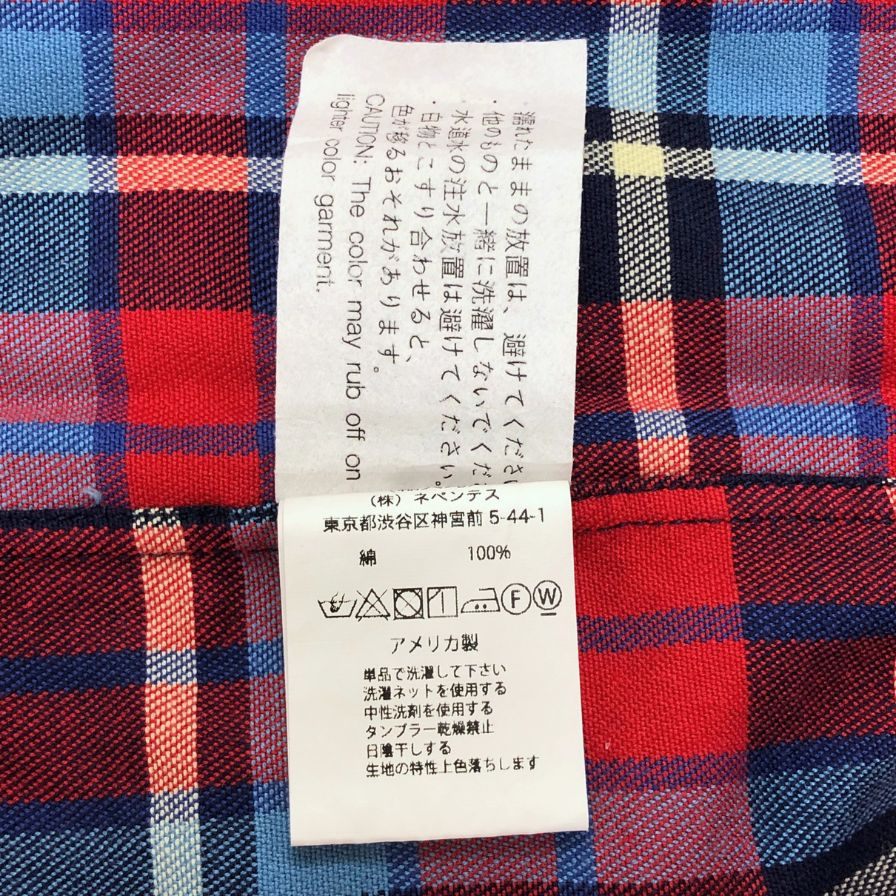 ・濡れたままの放置は、避けてください
・他のものと一緒に洗濯しないでくだ
・水道水の注水放置は避けてください。
・白物とこすり合わせると、
色が移るおそれがあります。
CAUTION: The color may rub off on
lighter color garment.
(株) ネペンテス
東京都渋谷区神宮前 5-44-1
綿 100%
F W
アメリカ製
単品で洗濯して下さい
洗濯ネットを使用する
中性洗剤を使用する
タンブラー乾燥禁止
日陰干しする
生地の特性上色落ちします